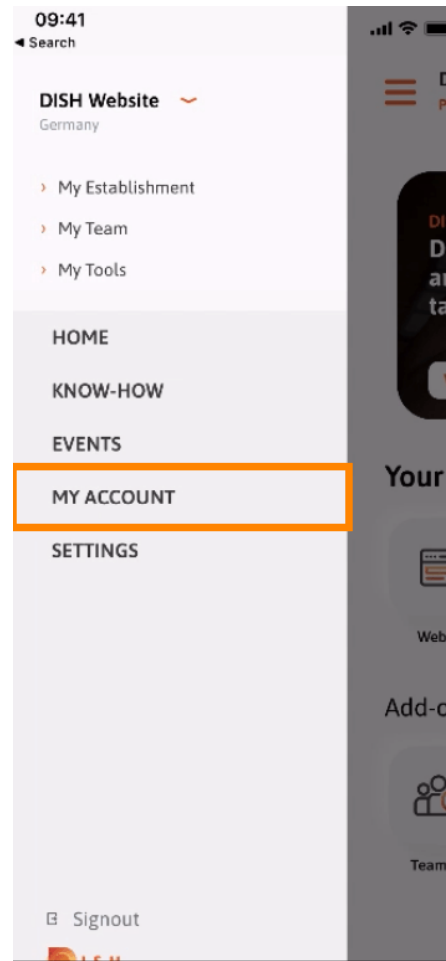 09:41
◀ Search
DISH Website
Germany
› My Establishment
› My Team
› My Tools
HOME
KNOW-HOW
EVENTS
MY ACCOUNT
SETTINGS
Signout
Your
Add-
Team